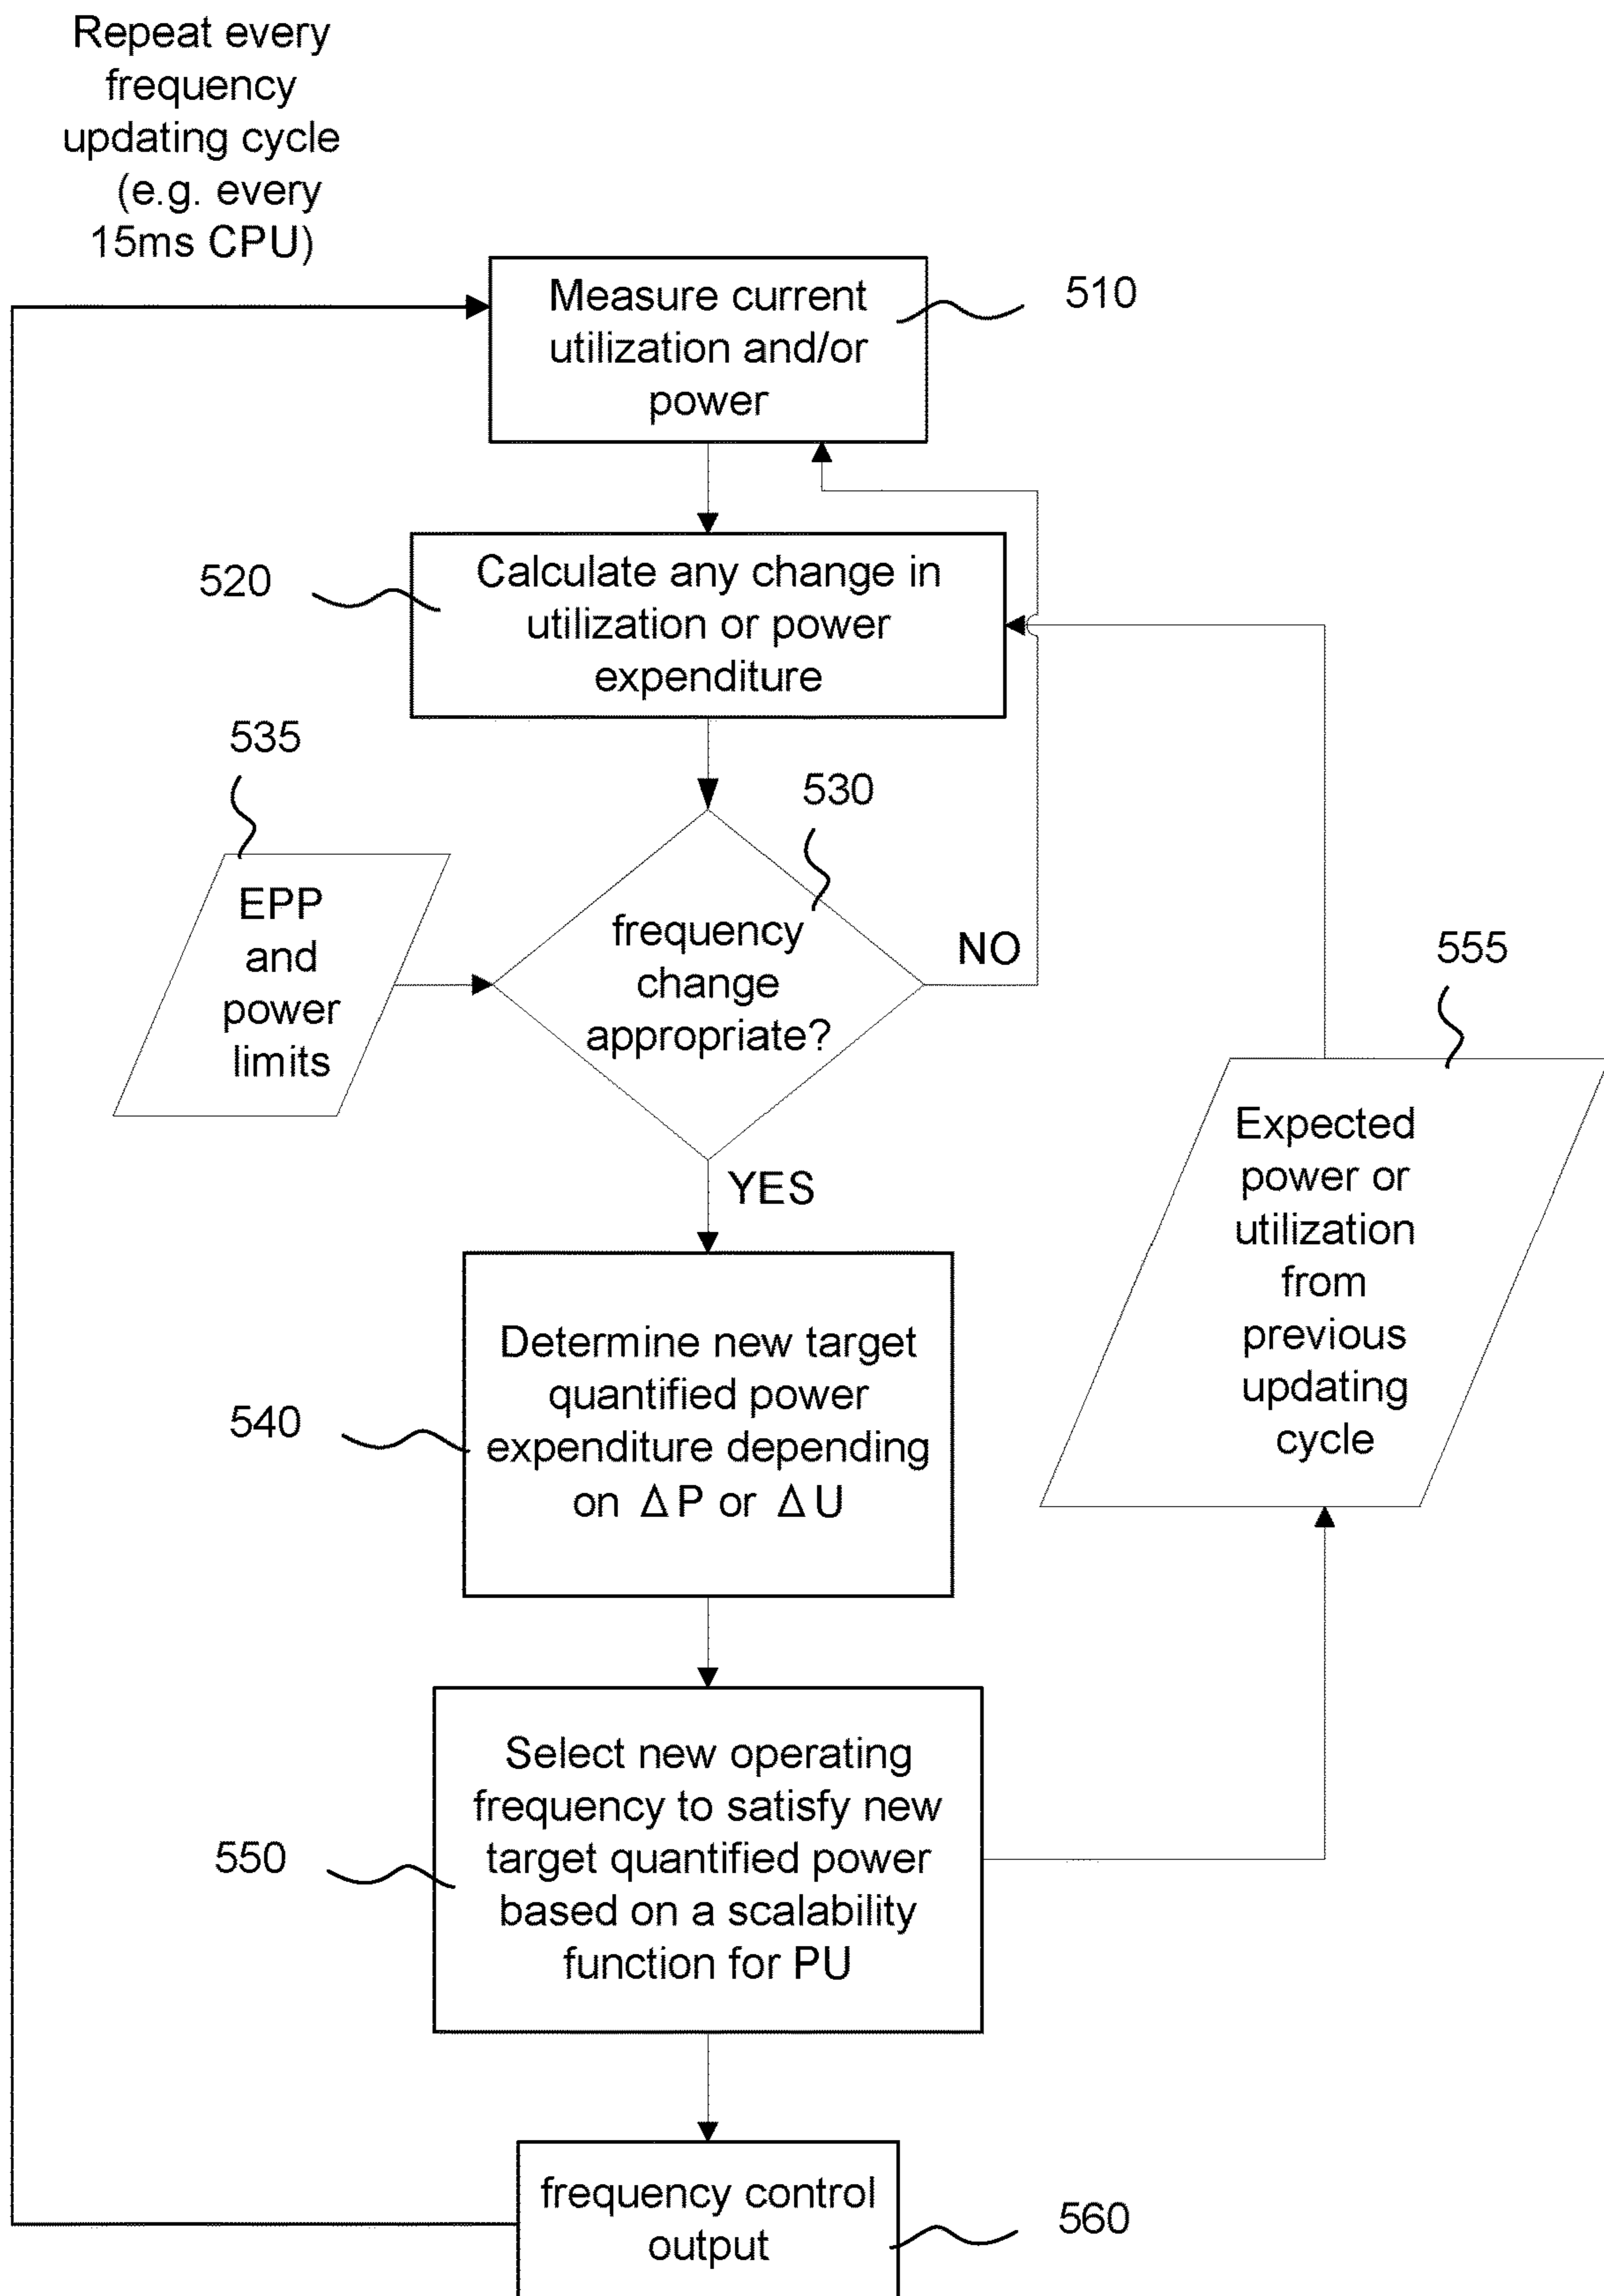 Repeat every
frequency
updating cycle
(e.g. every
15ms CPU)
Measure current
utilization and/or
power
510
520
Calculate any change in
utilization or power
expenditure
535
530
EPP
and
power
limits
frequency
change
appropriate?
NO
555
YES
Expected
power or
utilization
from
previous
updating
cycle
540
Determine new target
quantified power
expenditure depending
on ΔP or ΔU
550
Select new operating
frequency to satisfy new
target quantified power
based on a scalability
function for PU
frequency control
output
560